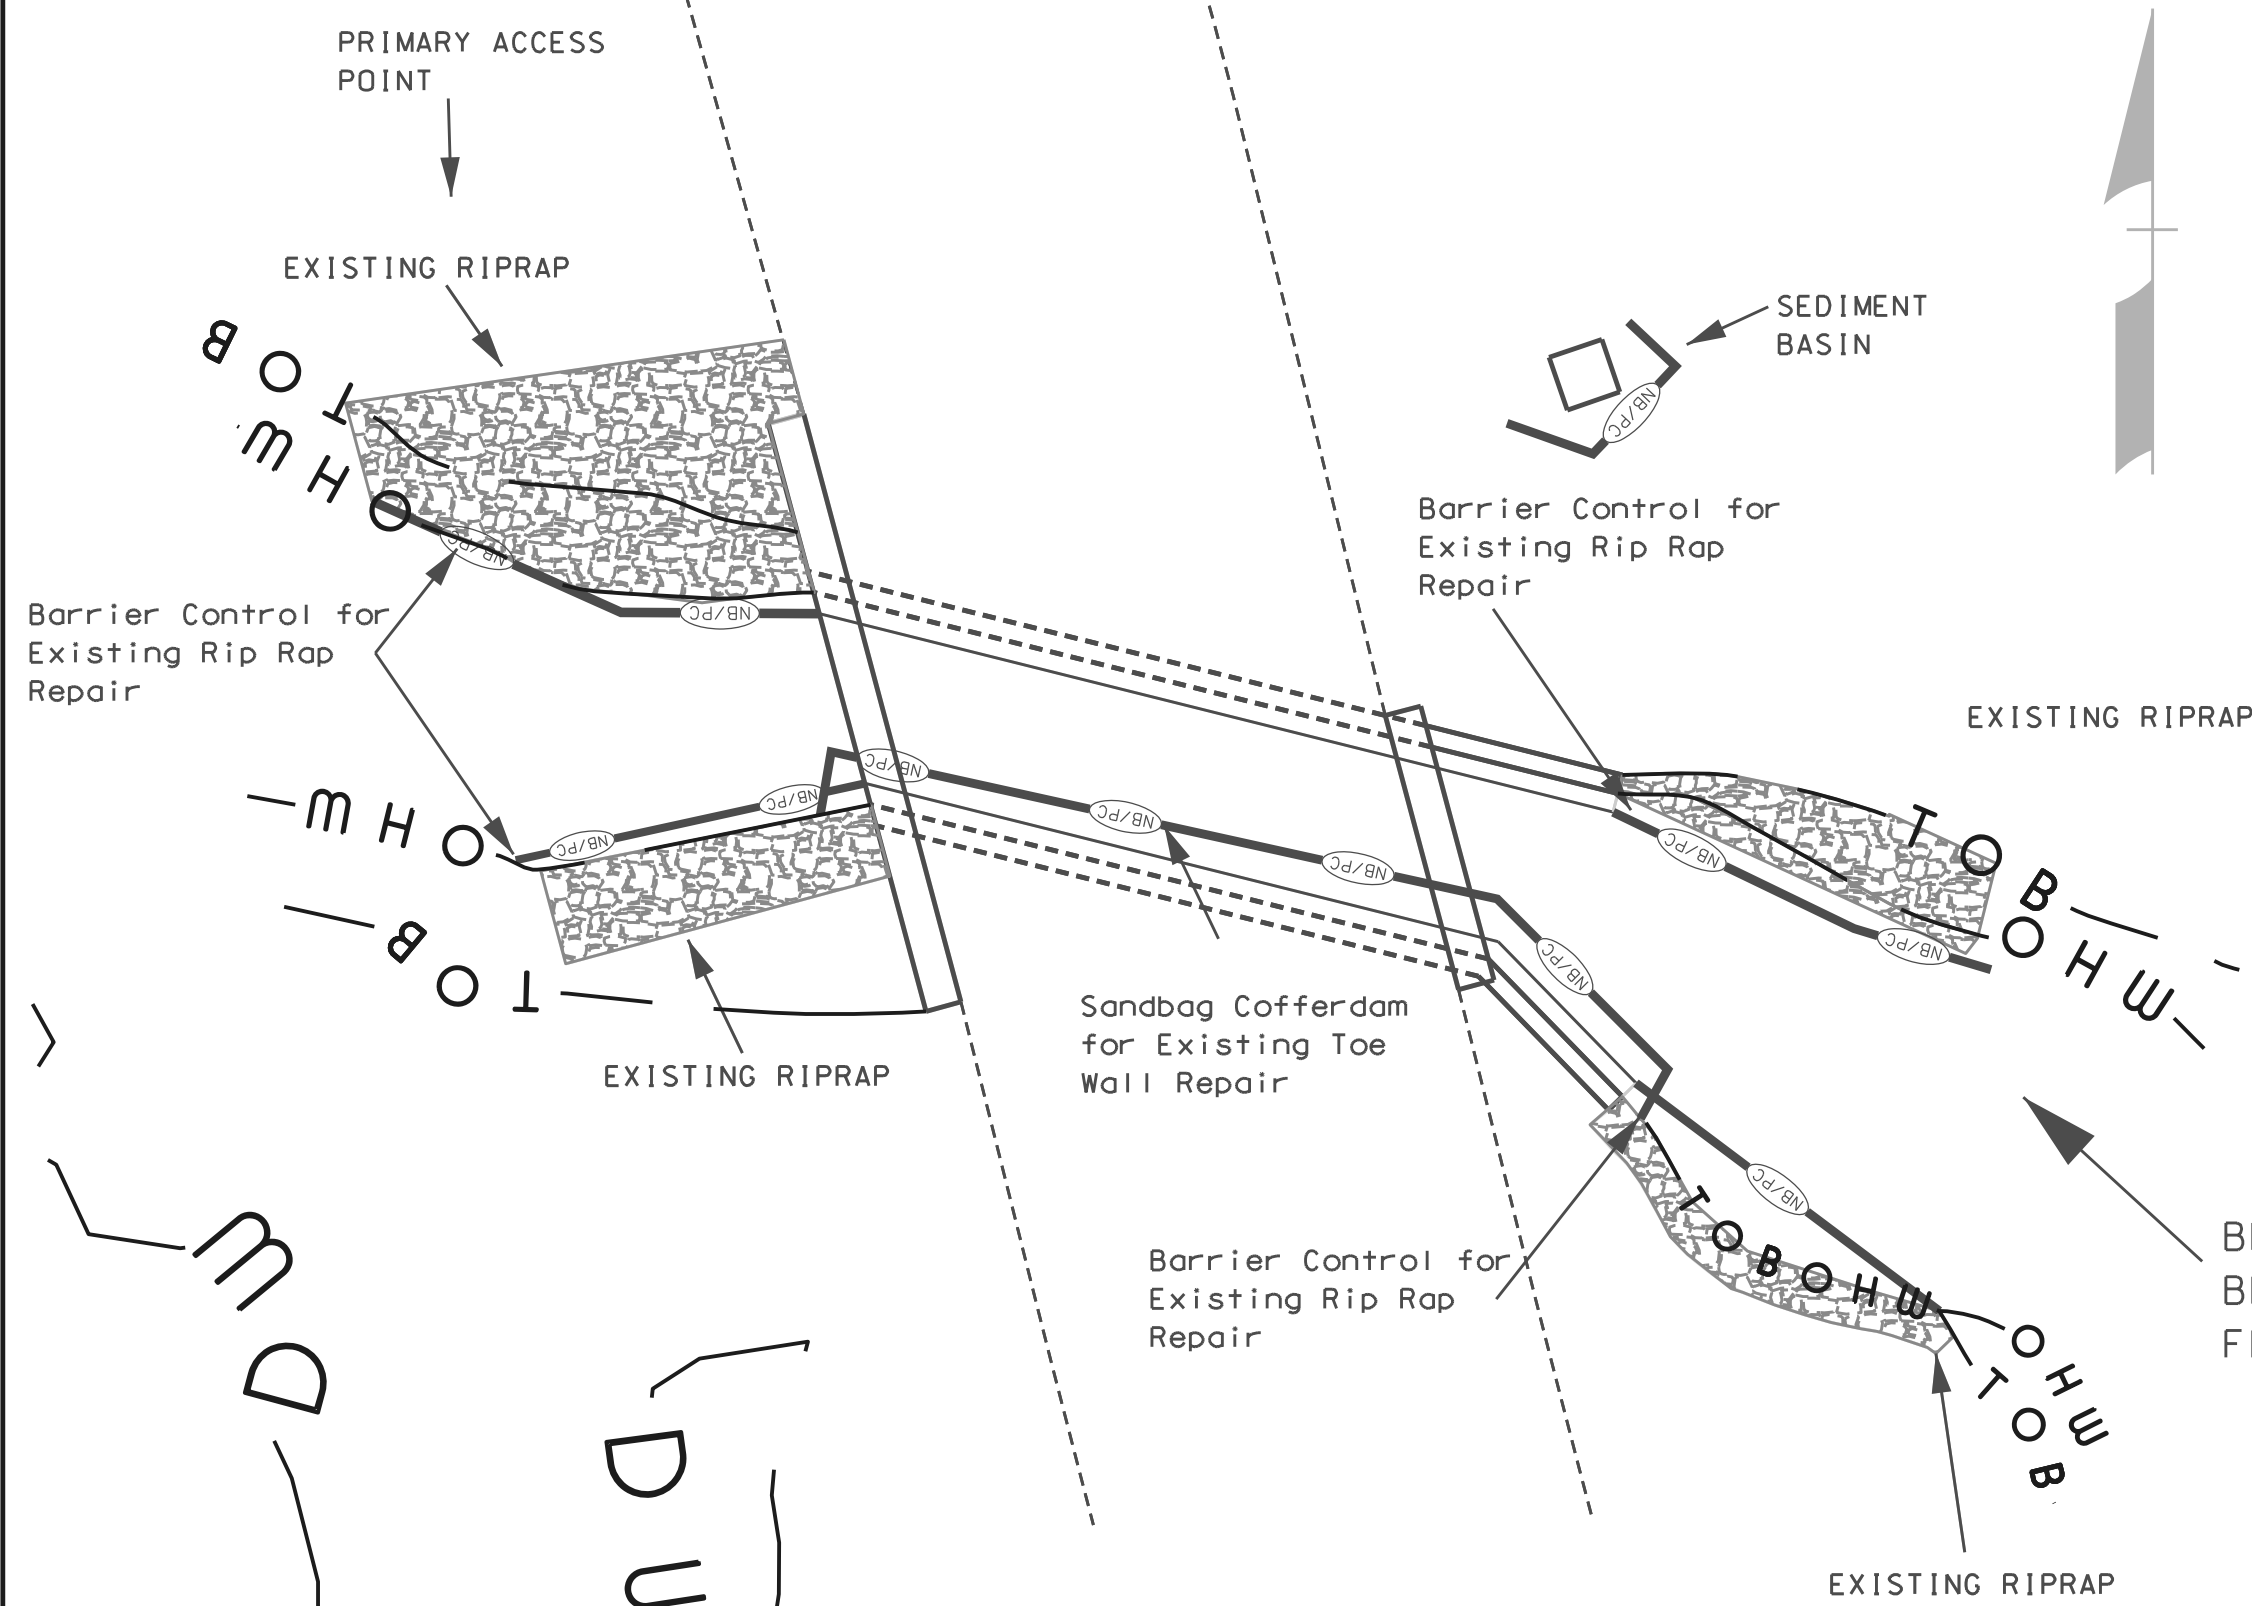 PRIMARY ACCESS
POINT
EXISTING RIPRAP
SEDIMENT
BASIN
TOB
OHW
NB/PC
NB/PC
NB/PC
Barrier Control for
Existing Rip Rap
Repair
Barrier Control for
Existing Rip Rap
Repair
EXISTING RIPRAP
NB/PC
NB/PC
NB/PC
NB/PC
NB/PC
OHW
TOB
NB/PC
NB/PC
TOB
OHW
NB/PC
Sandbag Cofferdam
for Existing Toe
Wall Repair
EXISTING RIPRAP
NB/PC
Barrier Control for
Existing Rip Rap
Repair
TOBOHW
OHW
TOB
EXISTING RIPRAP